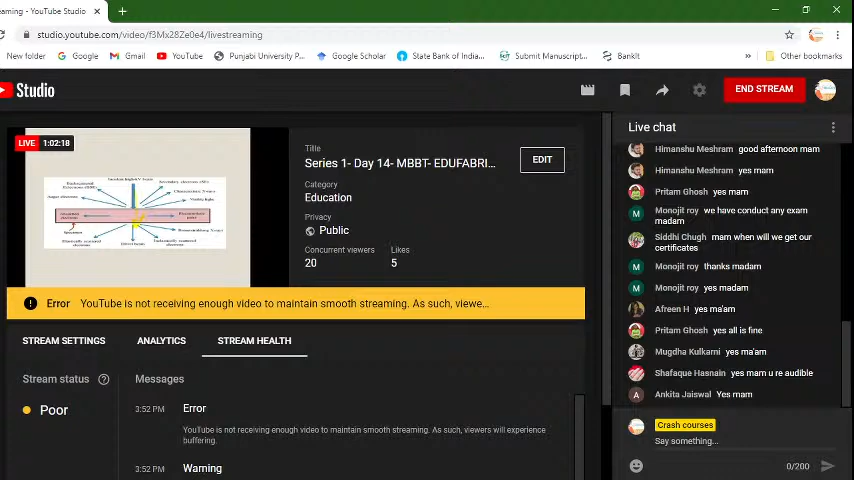 eaming - YouTube Studio
studio.youtube.com/video/f3Mx28Ze0e4/livestreaming
New folder
Google
Gmail
YouTube
Punjabi University P...
Google Scholar
State Bank of India...
Submit Manuscript...
BankIt
»
Other bookmarks
Studio
END STREAM
LIVE 1:02:18
Title
Series 1- Day 14- MBBT- EDUFABRI...
EDIT
Category
Education
Privacy
Public
Concurrent viewers
20
Likes
5
Error YouTube is not receiving enough video to maintain smooth streaming. As such, viewe...
STREAM SETTINGS
ANALYTICS
STREAM HEALTH
Stream status
Poor
Messages
3:52 PM Error
YouTube is not receiving enough video to maintain smooth streaming. As such, viewers will experience
buffering.
3:52 PM Warning
Live chat
Himanshu Meshram good afternoon mam
Himanshu Meshram yes mam
Pritam Ghosh yes mam
Monojit roy we have conduct any exam
madam
Siddhi Chugh mam when will we get our
certificates
Monojit roy thanks madam
Monojit roy yes madam
Afreen H yes ma'am
Pritam Ghosh yes all is fine
Mugdha Kulkarni yes ma'am
Shafaque Hasnain yes mam u re audible
Ankita Jaiswal Yes mam
Crash courses
Say something...
0/200